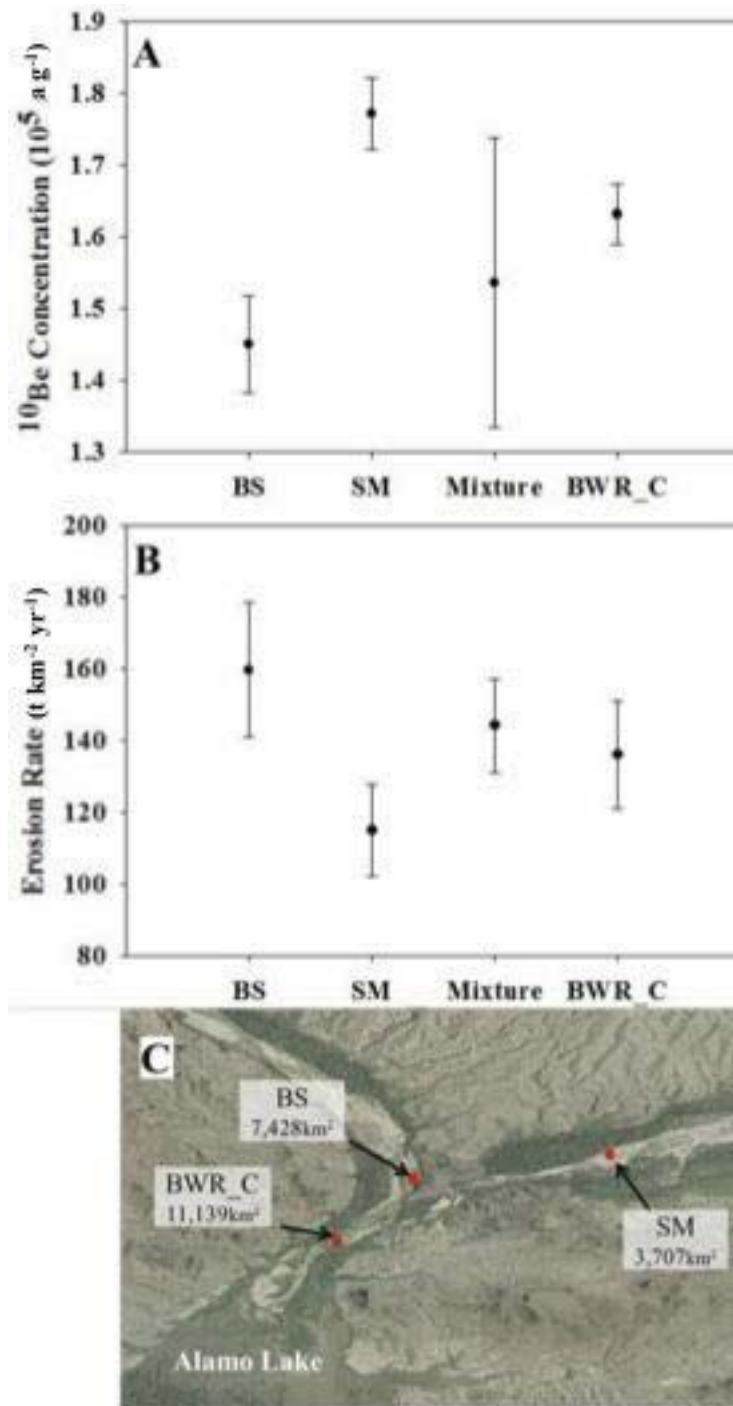 A
¹⁰Be Concentration (10⁵ a g⁻¹)
1.9
1.8
1.7
1.6
1.5
1.4
1.3
BS SM Mixture BWR_C
B
Erosion Rate (t km⁻² yr⁻¹)
200
180
160
140
120
100
80
BS SM Mixture BWR_C
C
BS
7,428km²
BWR_C
11,139km²
SM
3,707km²
Alamo Lake